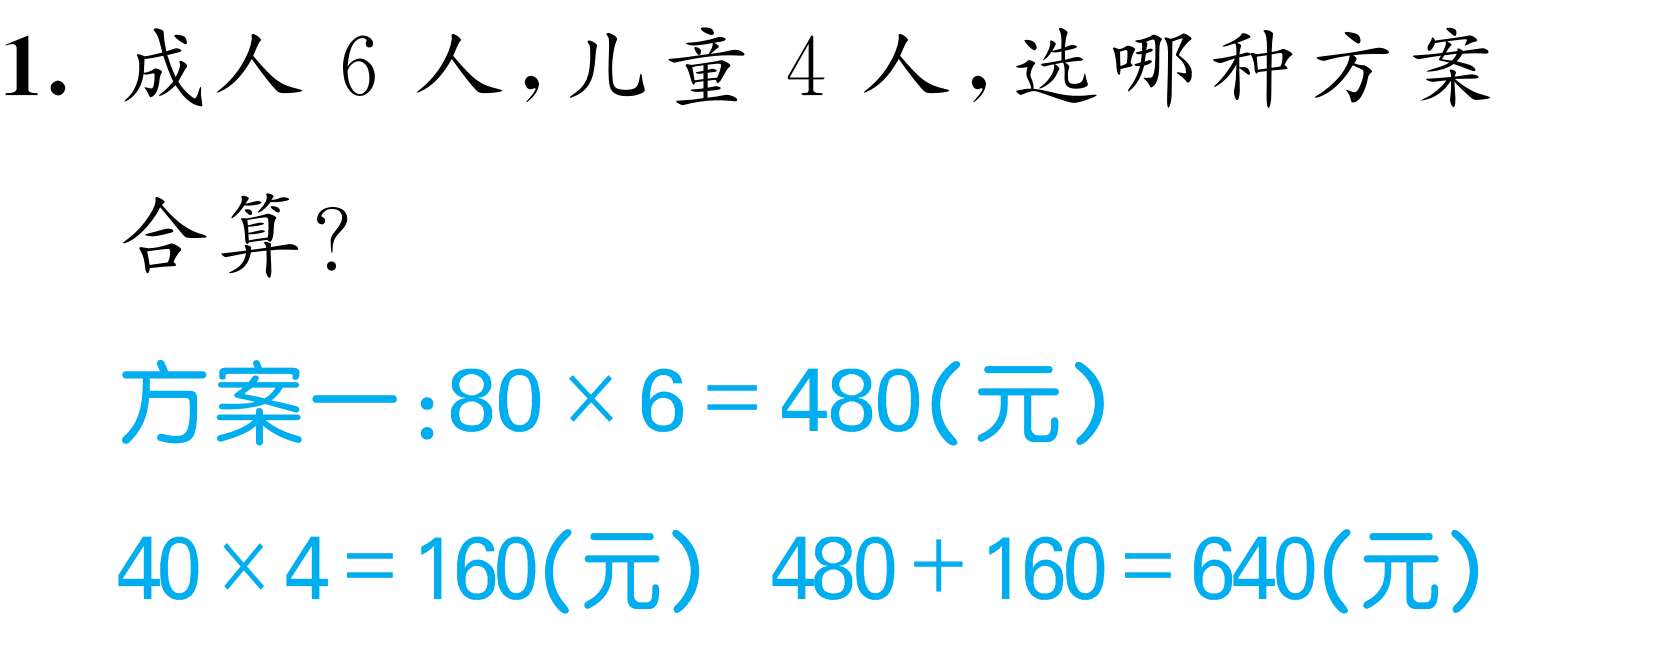 1. 成人 6 人,儿童 4 人,选哪种方案
合算?
方案一:80×6=480(元)
40×4=160(元) 480+160=640(元)